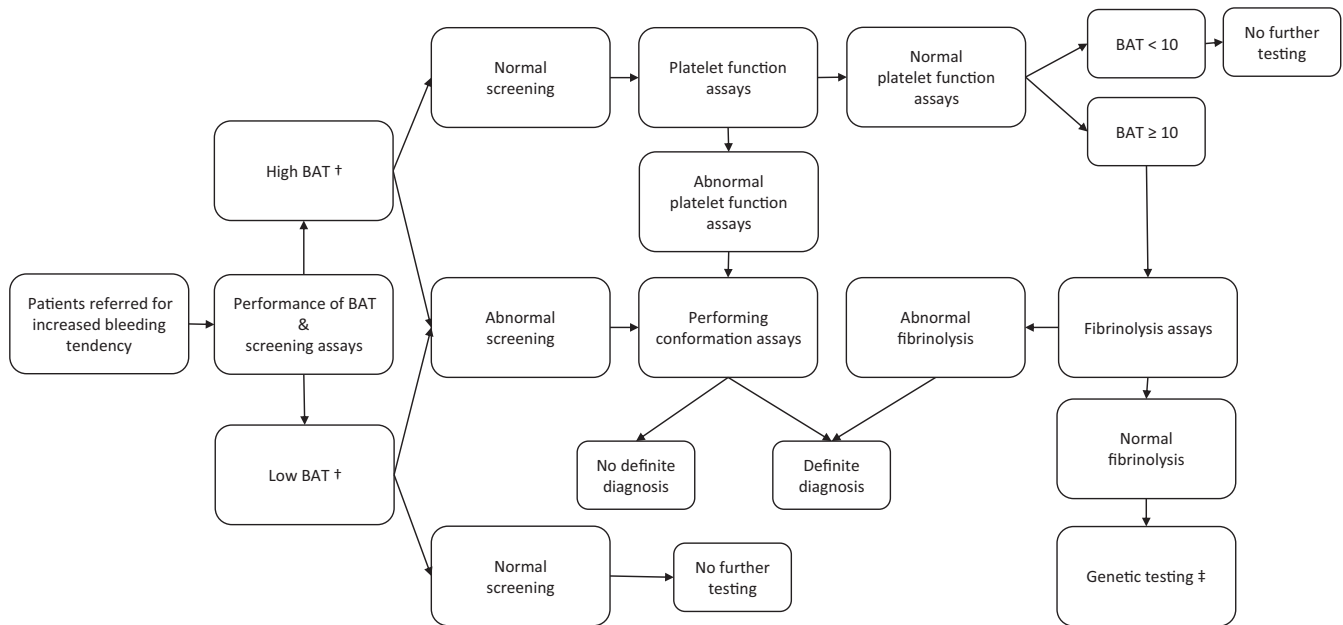 Patients referred for
increased bleeding
tendency
Performance of BAT
&
screening assays
High BAT †
Low BAT †
Normal
screening
Platelet function
assays
Normal
platelet function
assays
BAT < 10
No further
testing
BAT ≥ 10
Abnormal
platelet function
assays
Abnormal
screening
Performing
conformation assays
Abnormal
fibrinolysis
Fibrinolysis assays
No definite
diagnosis
Definite
diagnosis
Normal
fibrinolysis
Normal
screening
No further
testing
Genetic testing ‡